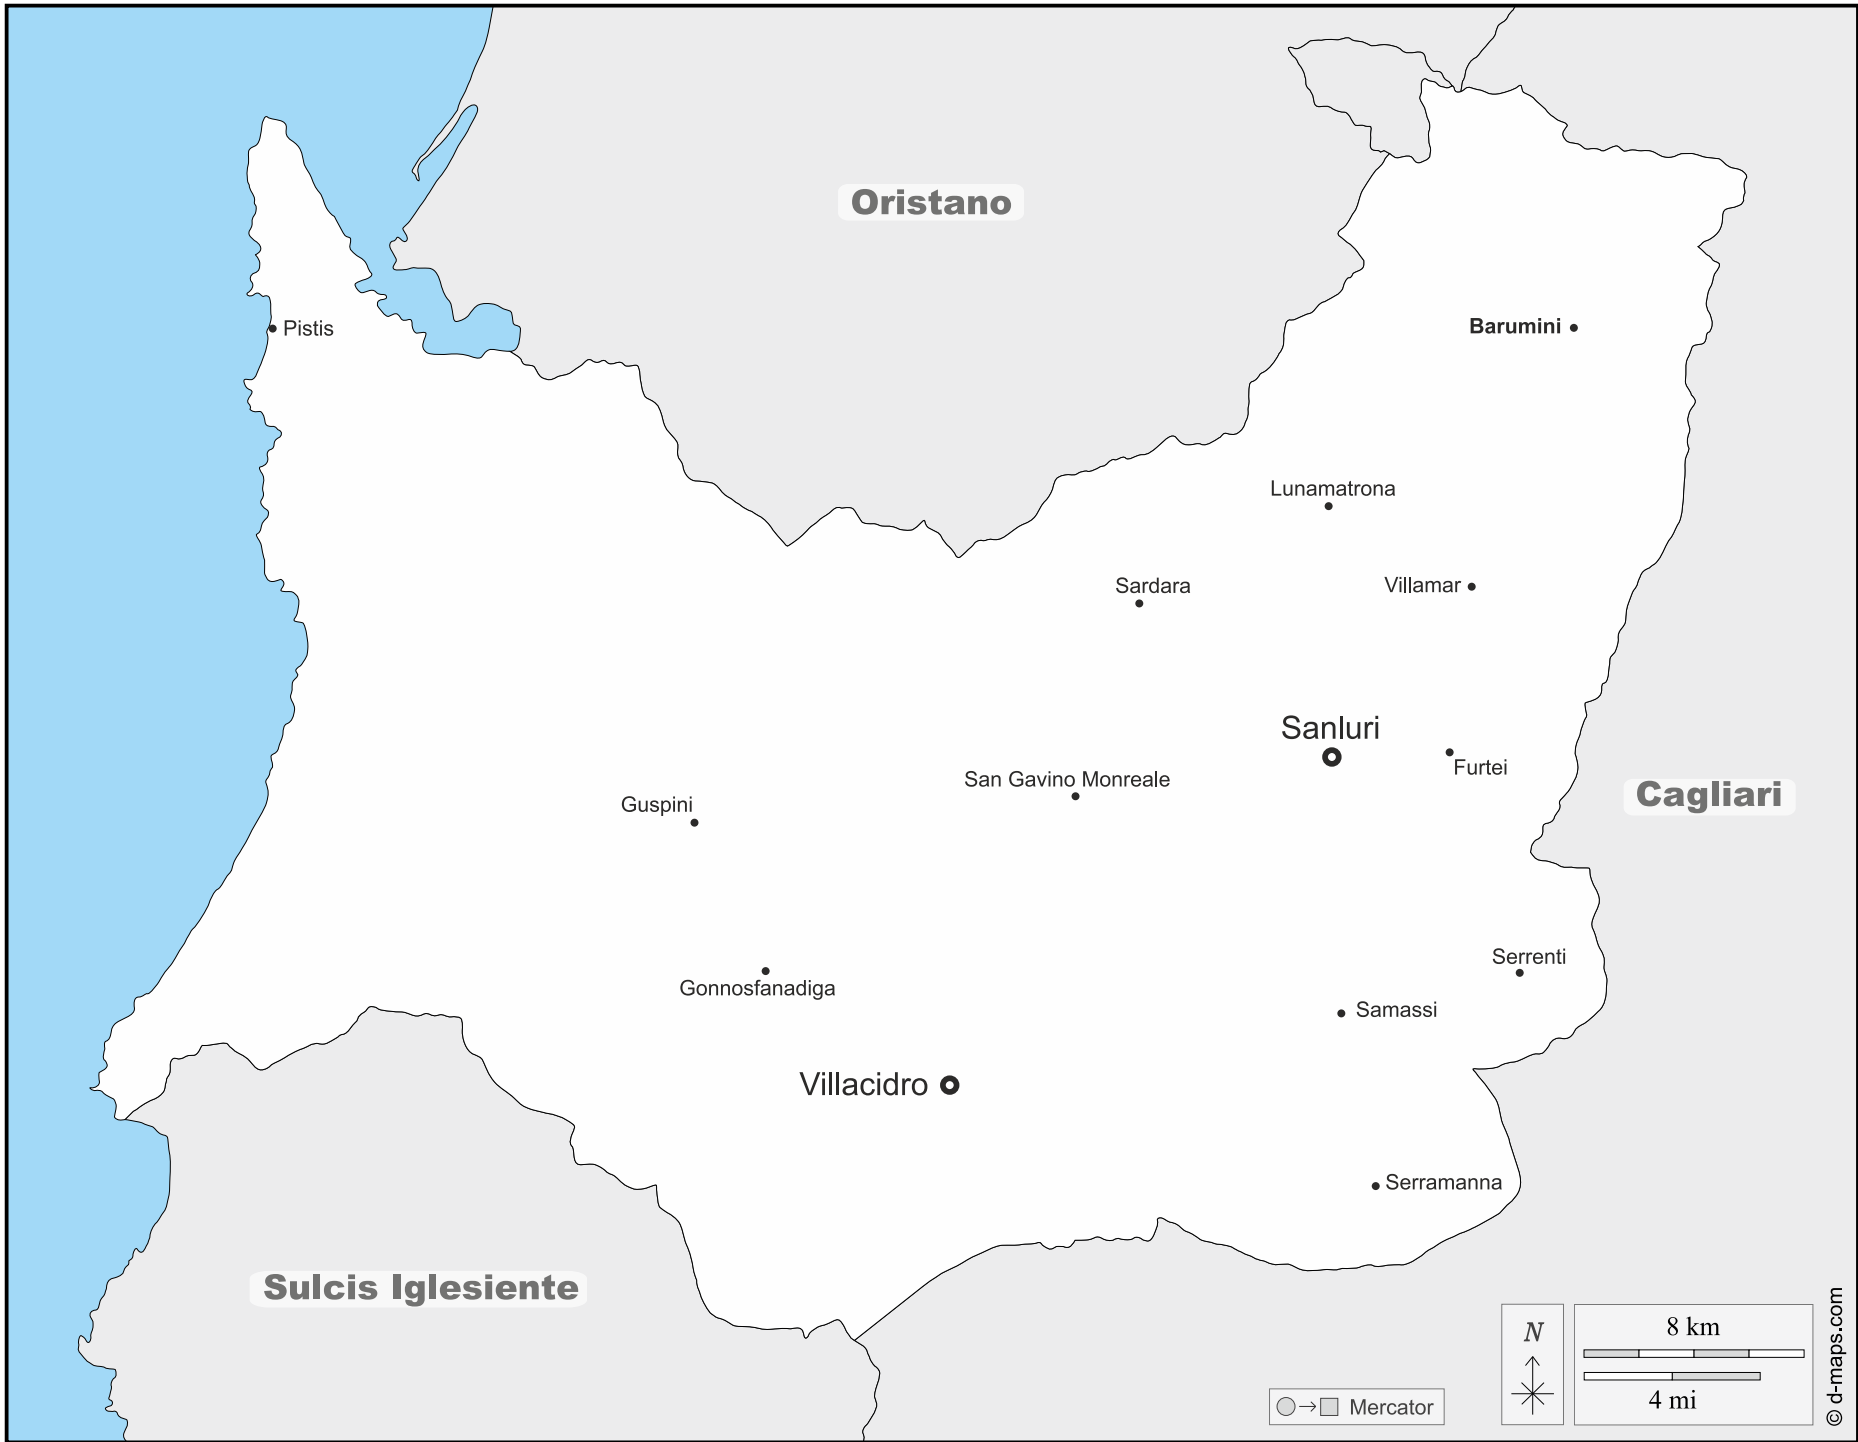 Oristano
Pistis
Barumini
Lunamatrona
Sardara
Villamar
Sanluri
Furtei
San Gavino Monreale
Guspini
Cagliari
Serrenti
Gonnosfanadiga
Samassi
Villacidro
Serramanna
Sulcis Iglesiente
N
8 km
4 mi
Mercator
© d-maps.com